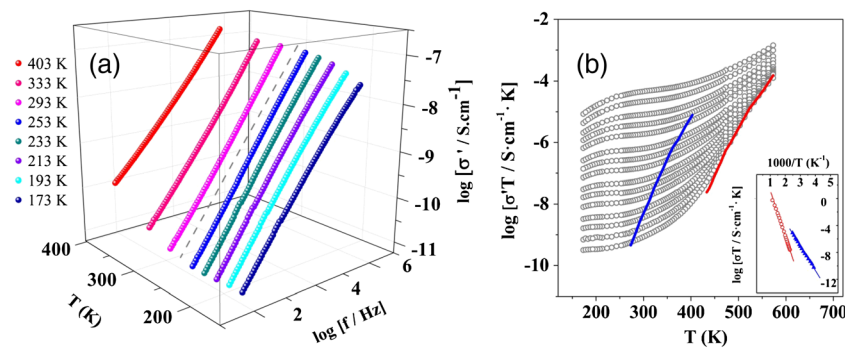 (a)
403 K
333 K
293 K
253 K
233 K
213 K
193 K
173 K
400
300
200
T (K)
2
4
6
log [f / Hz]
-7
-8
-9
-10
-11
log [σ' / S.cm⁻¹]
(b)
-2
-4
-6
-8
-10
log [σ'T / S·cm⁻¹· K]
100 200 300 400 500 600 700
T (K)
1000/T (K⁻¹)
0 1 2 3 4 5
0
-4
-8
-12
log [σT / S·cm⁻¹· K]